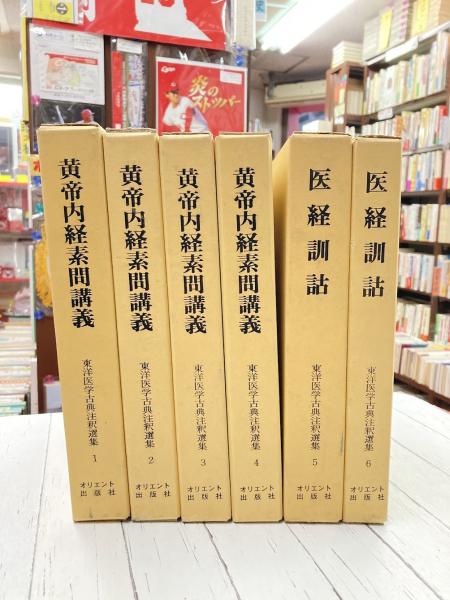 炎の
ストッパー
黄帝内経素問講義
東洋医学古典注釈選集 1
オリエント
出版社
黄帝内経素問講義
東洋医学古典注釈選集 2
オリエント
出版社
黄帝内経素問講義
東洋医学古典注釈選集 3
オリエント
出版社
黄帝内経素問講義
東洋医学古典注釈選集 4
オリエント
出版社
医経訓詁
東洋医学古典注釈選集 5
オリエント
出版社
医経訓詁
東洋医学古典注釈選集 6
オリエント
出版社